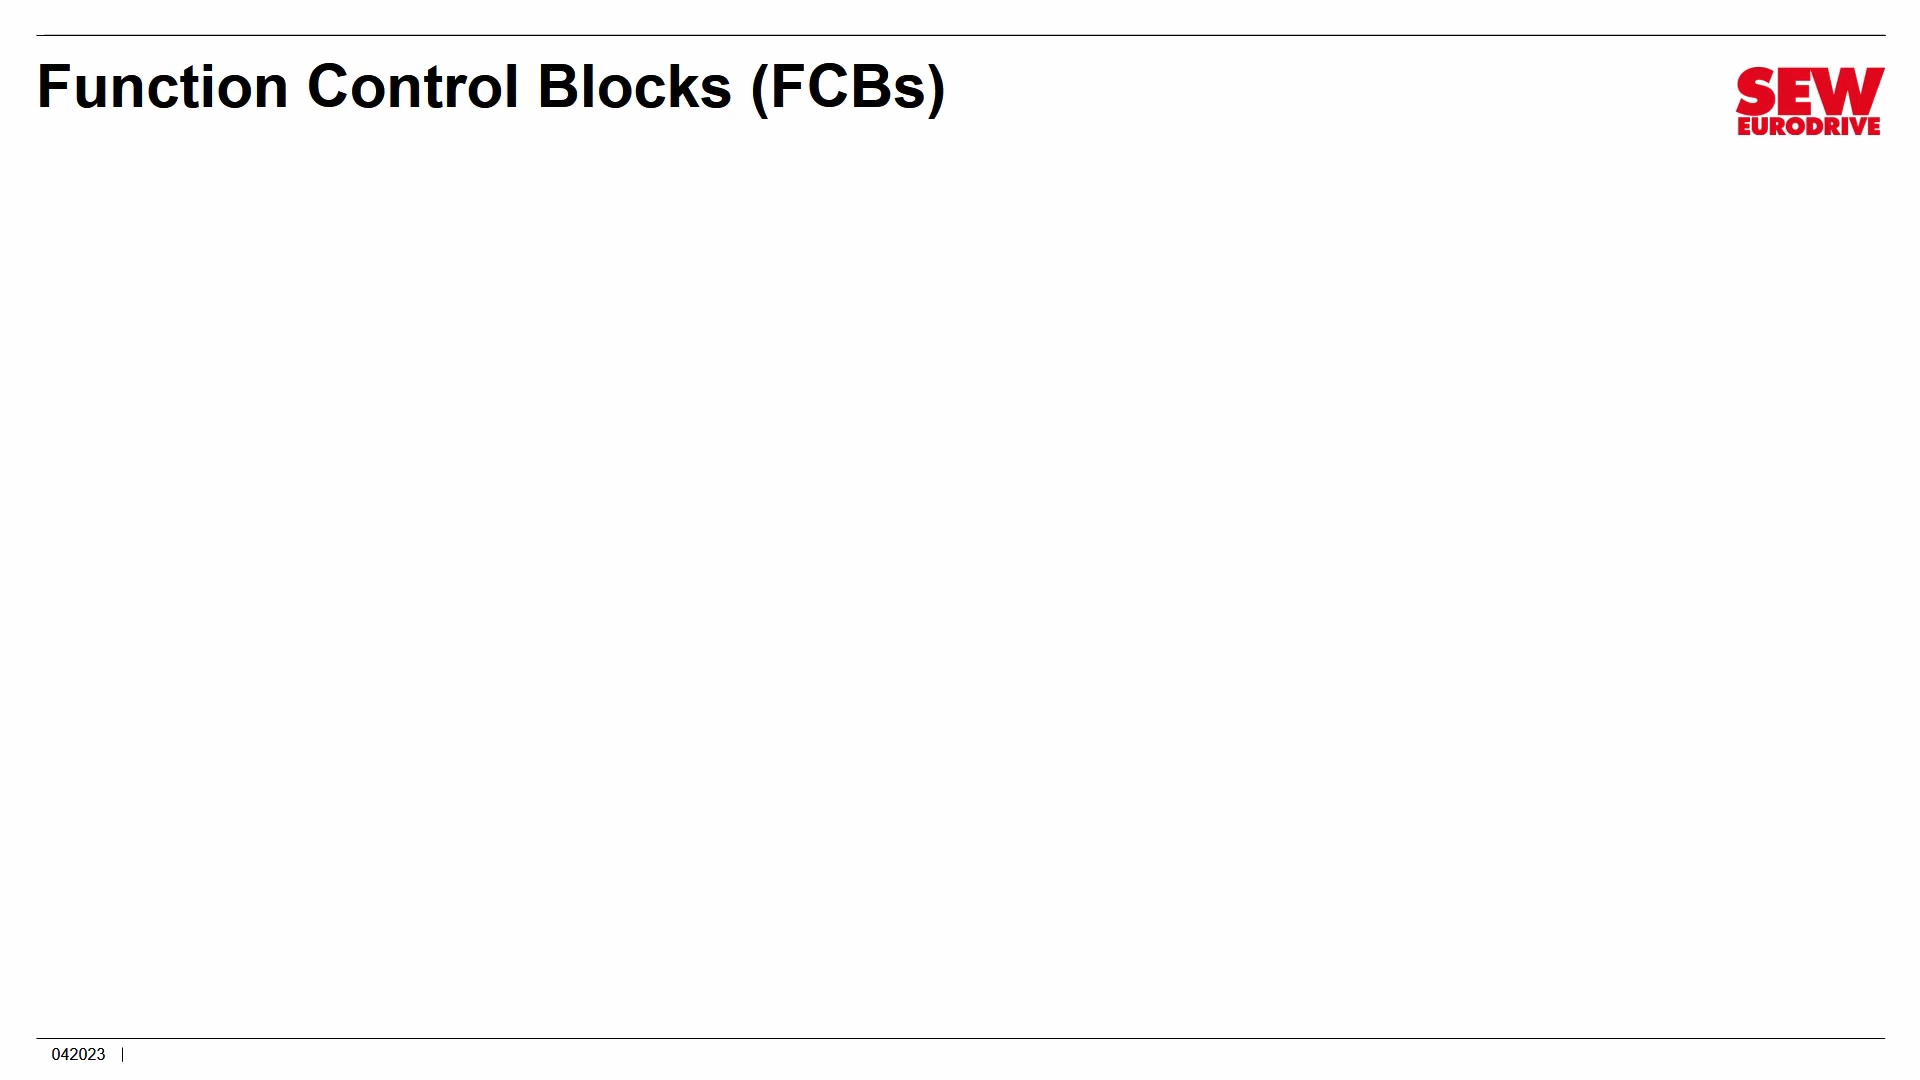 Function Control Blocks (FCBs)
SEW
EURODRIVE
042023 |